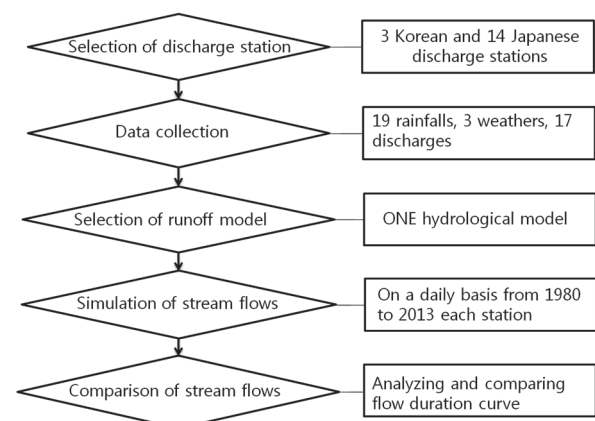 Selection of discharge station
3 Korean and 14 Japanese
discharge stations
Data collection
19 rainfalls, 3 weathers, 17
discharges
Selection of runoff model
ONE hydrological model
Simulation of stream flows
On a daily basis from 1980
to 2013 each station
Comparison of stream flows
Analyzing and comparing
flow duration curve